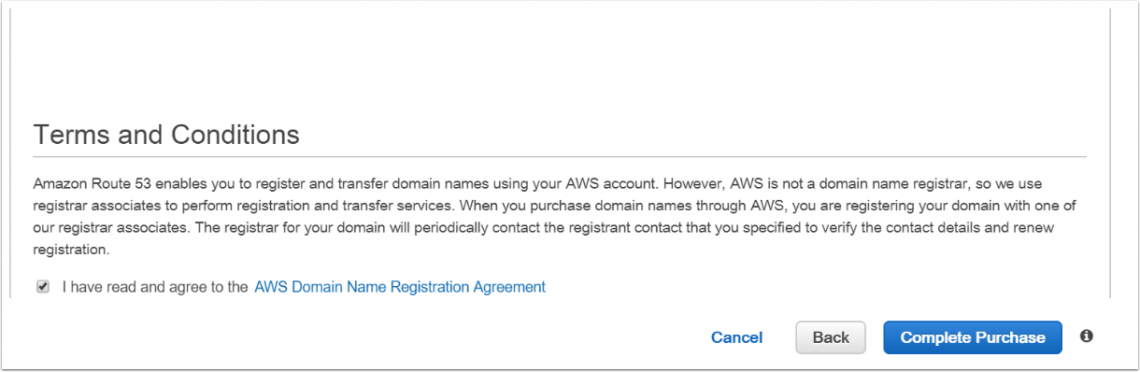 Terms and Conditions
Amazon Route 53 enables you to register and transfer domain names using your AWS account. However, AWS is not a domain name registrar, so we use
registrar associates to perform registration and transfer services. When you purchase domain names through AWS, you are registering your domain with one of
our registrar associates. The registrar for your domain will periodically contact the registrant contact that you specified to verify the contact details and renew
registration.
I have read and agree to the AWS Domain Name Registration Agreement
Cancel Back Complete Purchase